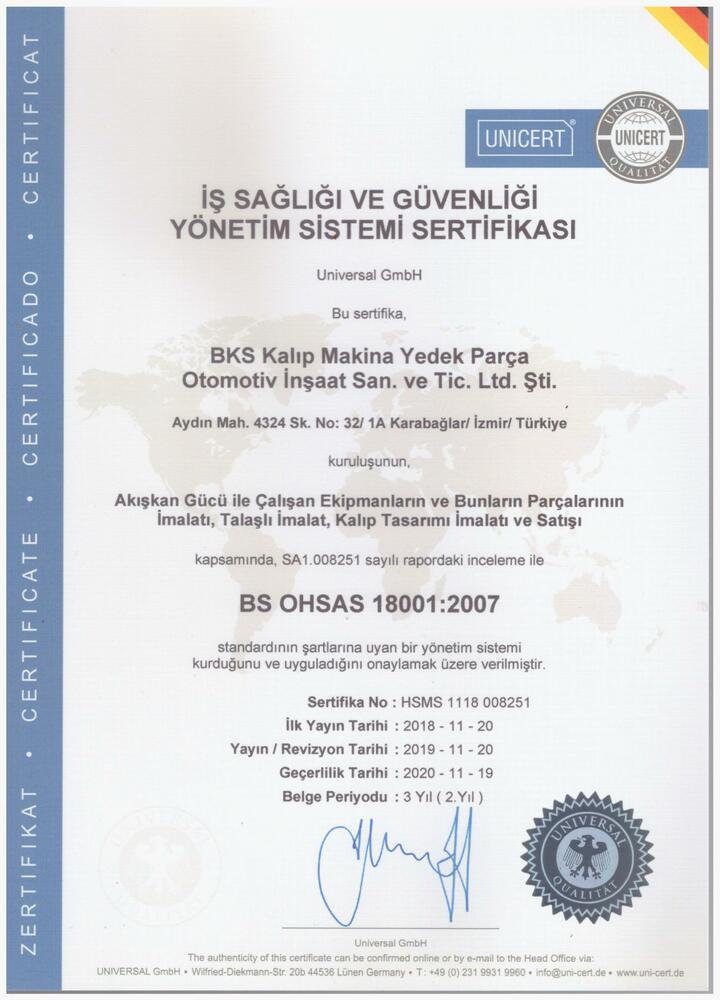 ZERTIFIKAT • CERTIFICATE • CERTIFICADO • CERTIFICAT
UNICERT®
UNIVERSAL
UNICERT
QUALITÄT
İŞ SAĞLIĞI VE GÜVENLİĞİ
YÖNETİM SİSTEMİ SERTİFİKASI
Universal GmbH
Bu sertifika,
BKS Kalıp Makina Yedek Parça
Otomotiv İnşaat San. ve Tic. Ltd. Şti.
Aydın Mah. 4324 Sk. No: 32/ 1A Karabağlar/ İzmir/ Türkiye
kuruluşunun,
Akışkan Gücü ile Çalışan Ekipmanların ve Bunların Parçalarının
İmalatı, Talaşlı İmalat, Kalıp Tasarımı İmalatı ve Satışı
kapsamında, SA1.008251 sayılı rapordaki inceleme ile
BS OHSAS 18001:2007
standardının şartlarına uyan bir yönetim sistemi
kurduğunu ve uyguladığını onaylamak üzere verilmiştir.
Sertifika No : HSMS 1118 008251
İlk Yayın Tarihi : 2018 - 11 - 20
Yayın / Revizyon Tarihi : 2019 - 11 - 20
Geçerlilik Tarihi : 2020 - 11 - 19
Belge Periyodu : 3 Yıl ( 2.Yıl )
UNIVERSAL
QUALITÄT
UNIVERSAL
QUALITÄT
Universal GmbH
The authenticity of this certificate can be confirmed online or by e-mail to the Head Office via:
UNIVERSAL GmbH • Wilfried-Diekmann-Str. 20b 44536 Lünen Germany • T: +49 (0) 231 9931 9960 • info@uni-cert.de • www.uni-cert.de